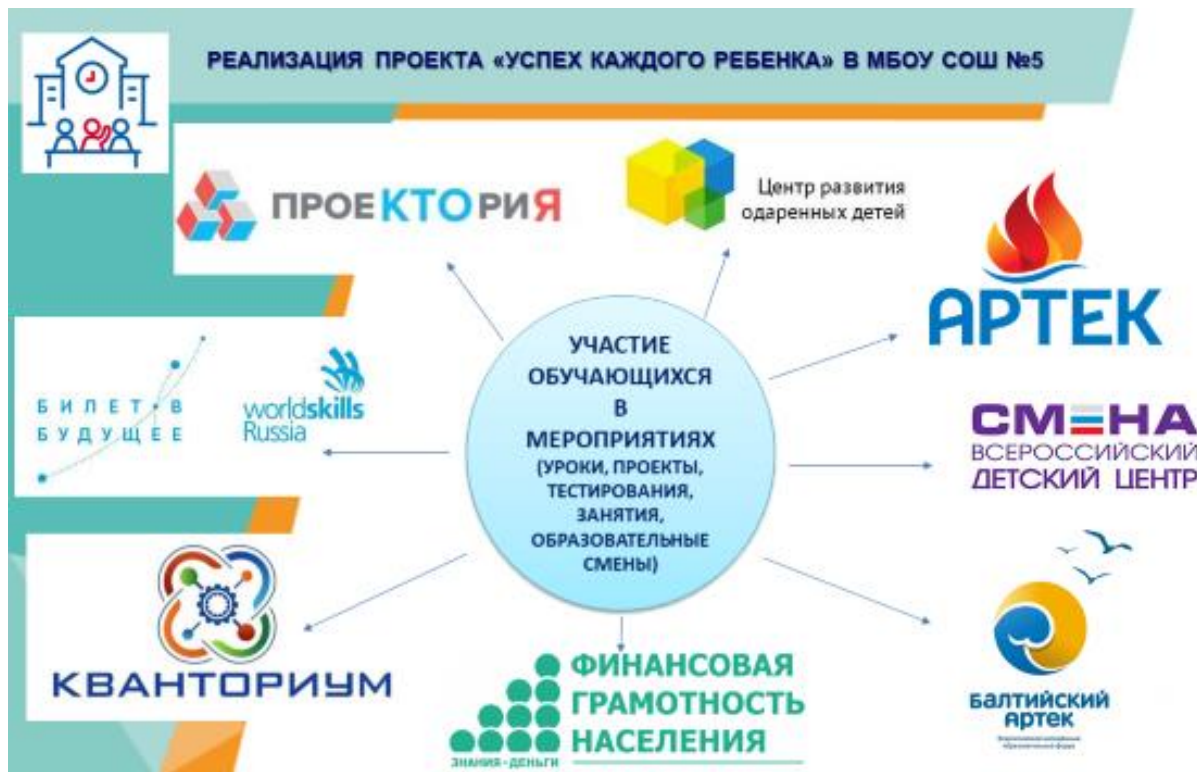 РЕАЛИЗАЦИЯ ПРОЕКТА «УСПЕХ КАЖДОГО РЕБЕНКА» В МБОУ СОШ №5
ПРОЕКТОРИЯ
Центр развития
одаренных детей
АРТЕК
БИЛЕТ В
БУДУЩЕЕ
worldskills
Russia
УЧАСТИЕ
ОБУЧАЮЩИХСЯ
В
МЕРОПРИЯТИЯХ
(УРОКИ, ПРОЕКТЫ,
ТЕСТИРОВАНИЯ,
ЗАНЯТИЯ,
ОБРАЗОВАТЕЛЬНЫЕ
СМЕНЫ)
СМЕНА
ВСЕРОССИЙСКИЙ
ДЕТСКИЙ ЦЕНТР
КВАНТОРИУМ
ФИНАНСОВАЯ
ГРАМОТНОСТЬ
НАСЕЛЕНИЯ
ЗНАНИЯ-ДЕНЬГИ
БАЛТИЙСКИЙ
АРТЕК